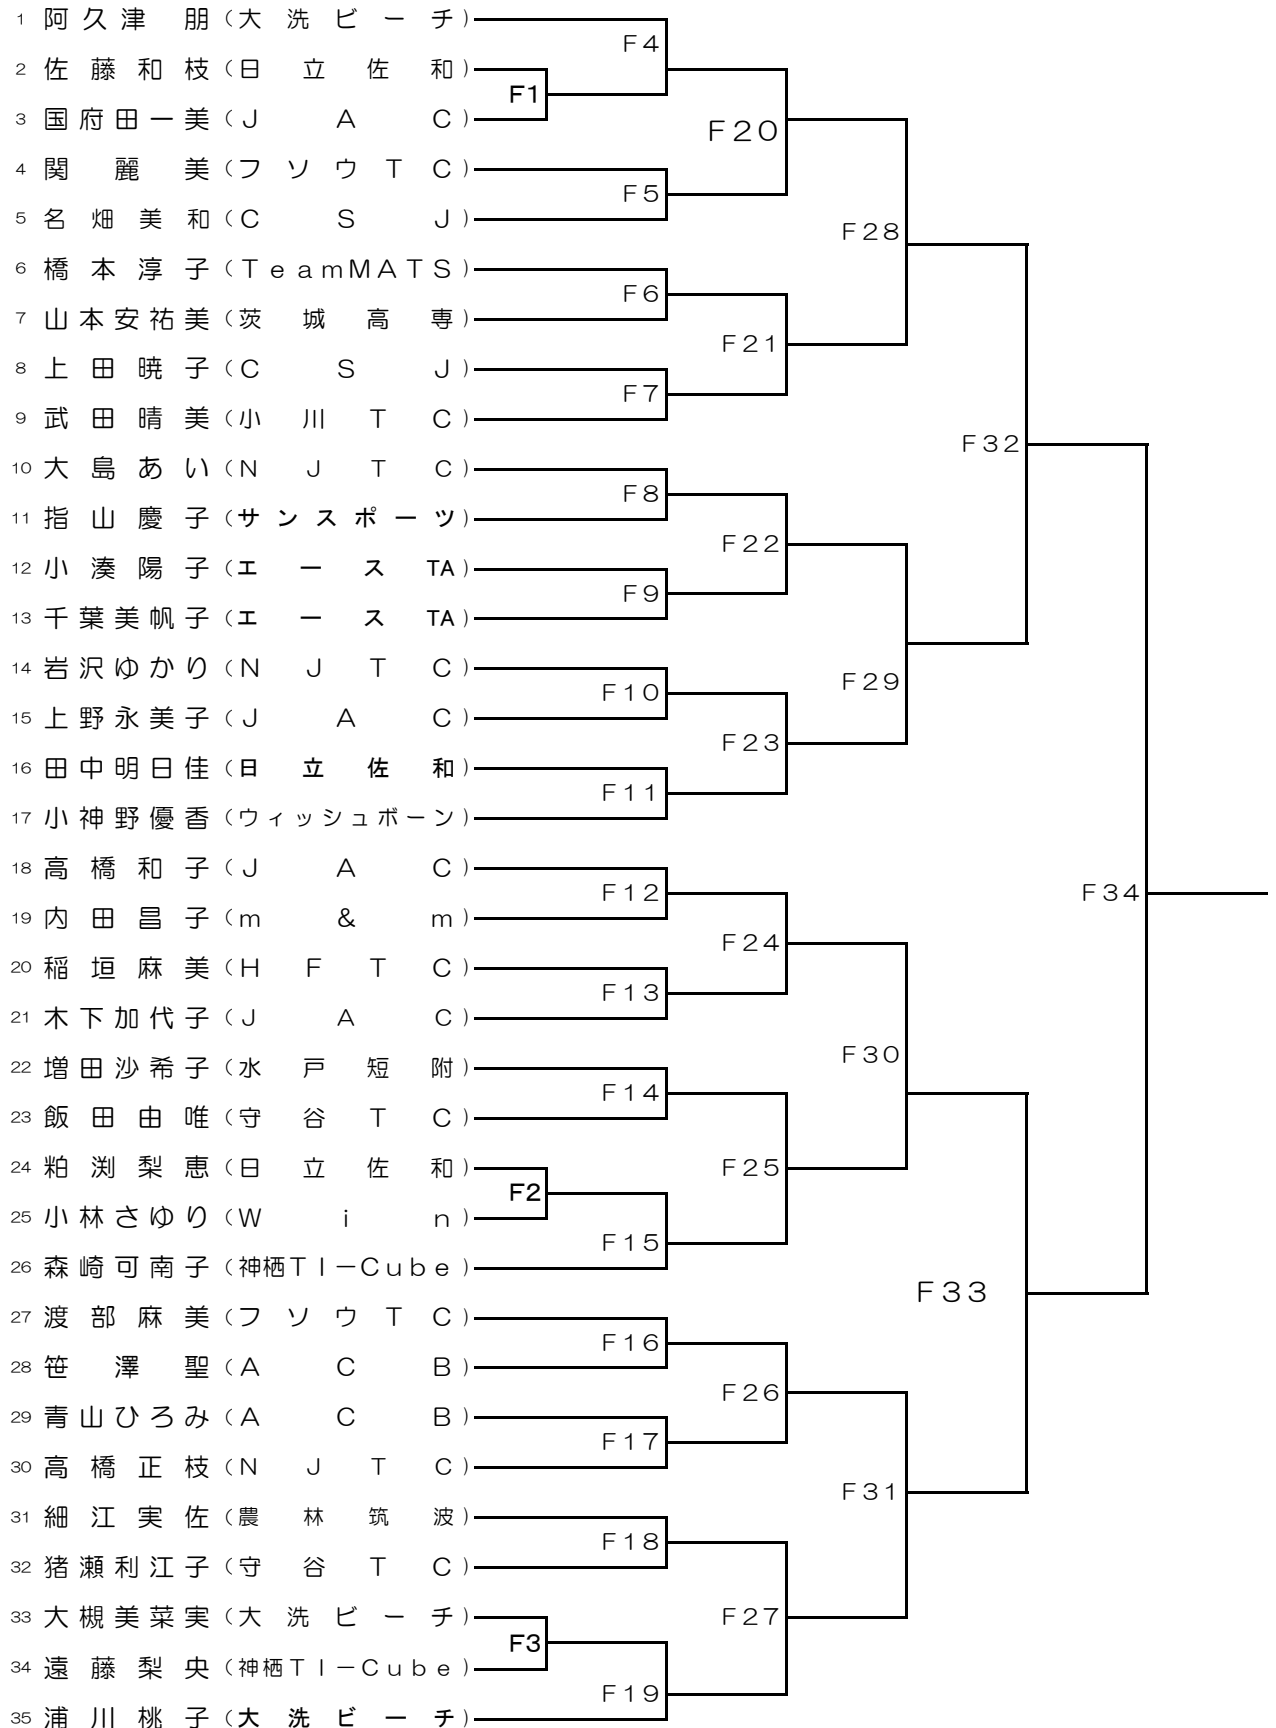 1 阿久津 朋（大洗ビーチ）
F4
2 佐藤和枝（日立佐和）
F1
3 国府田一美（JAC）
F20
4 関 麗美（フソウTC）
F5
5 名畑美和（CSJ）
F28
6 橋本淳子（TeamMATS）
F6
7 山本安祐美（茨城高専）
F21
8 上田暁子（CSJ）
F7
9 武田晴美（小川TC）
F32
10 大島あい（NJTC）
F8
11 指山慶子（サンスポーツ）
F22
12 小湊陽子（エースTA）
F9
13 千葉美帆子（エースTA）
14 岩沢ゆかり（NJTC）
F29
F10
15 上野永美子（JAC）
F23
16 田中明日佳（日立佐和）
F11
17 小神野優香（ウィッシュボーン）
18 高橋和子（JAC）
F12
F34
19 内田昌子（m&m）
F24
20 稲垣麻美（HFTC）
F13
21 木下加代子（JAC）
F30
22 増田沙希子（水戸短附）
F14
23 飯田由唯（守谷TC）
24 粕渕梨恵（日立佐和）
F25
F2
25 小林さゆり（Win）
F15
26 森崎可南子（神栖TI－Cube）
F33
27 渡部麻美（フソウTC）
F16
28 笹澤 聖（ACB）
F26
29 青山ひろみ（ACB）
F17
30 高橋正枝（NJTC）
F31
31 細江実佐（農林筑波）
F18
32 猪瀬利江子（守谷TC）
33 大槻美菜実（大洗ビーチ）
F27
F3
34 遠藤梨央（神栖TI－Cube）
F19
35 浦川桃子（大洗ビーチ）